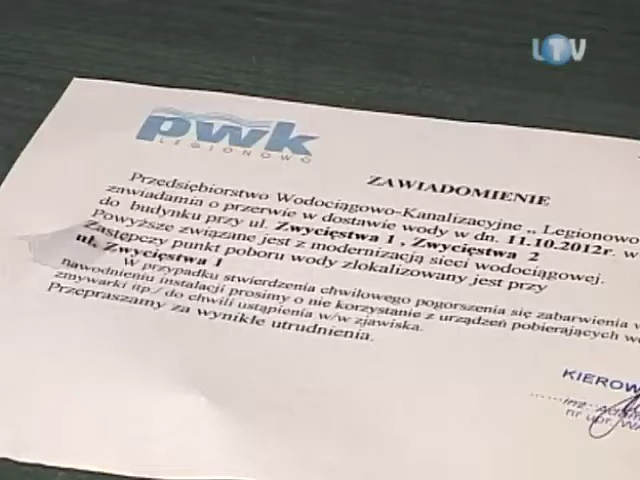 LTV
pwk
LEGIONOWO
ZAWIADOMIENIE
Przedsiębiorstwo Wodociągowo-Kanalizacyjne „ Legionowo
zawiadamia o przerwie w dostawie wody w dn. 11.10.2012r. w
do budynku przy ul. Zwycięstwa 1 , Zwycięstwa 2
Powyższe związane jest z modernizacją sieci wodociągowej.
Zastępczy punkt poboru wody zlokalizowany jest przy
ul. Zwycięstwa 1
W przypadku stwierdzenia chwilowego pogorszenia się zabarwienia
nawodnieniu instalacji prosimy o nie korzystanie z urządzeń pobierających
zmywarki itp./ do chwili ustąpienia w/w zjawiska.
Przepraszamy za wynikłe utrudnienia.
KIEROW
inż.
nr upr.